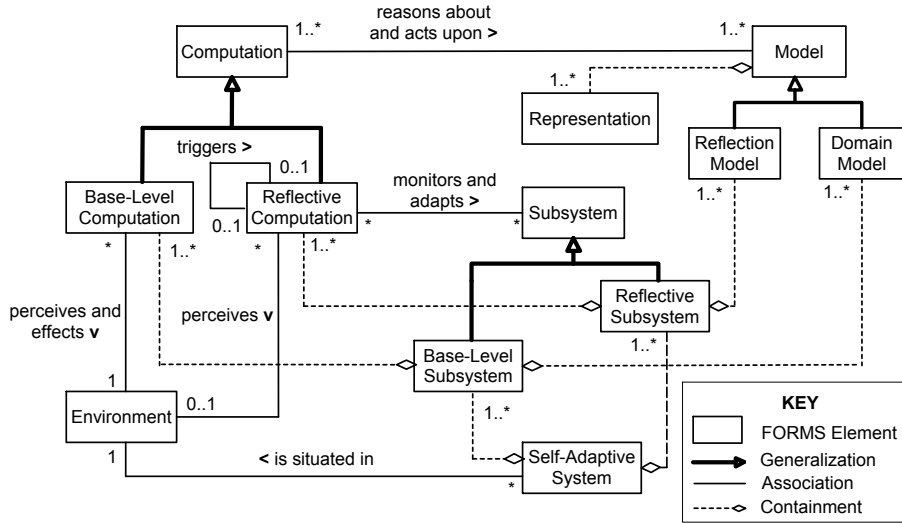 reasons about
and acts upon >
1..*
1..*
Computation
Model
1..*
Representation
triggers >
0..1
Reflection
Model
Domain
Model
Base-Level
Computation
Reflective
Computation
0..1
monitors and
adapts >
Subsystem
1..*
1..*
*
*
*
1..*
*
1..*
perceives and
effects v
perceives v
Reflective
Subsystem
1..*
Base-Level
Subsystem
1
0..1
Environment
1..*
1
< is situated in
*
Self-Adaptive
System
KEY
FORMS Element
Generalization
Association
Containment